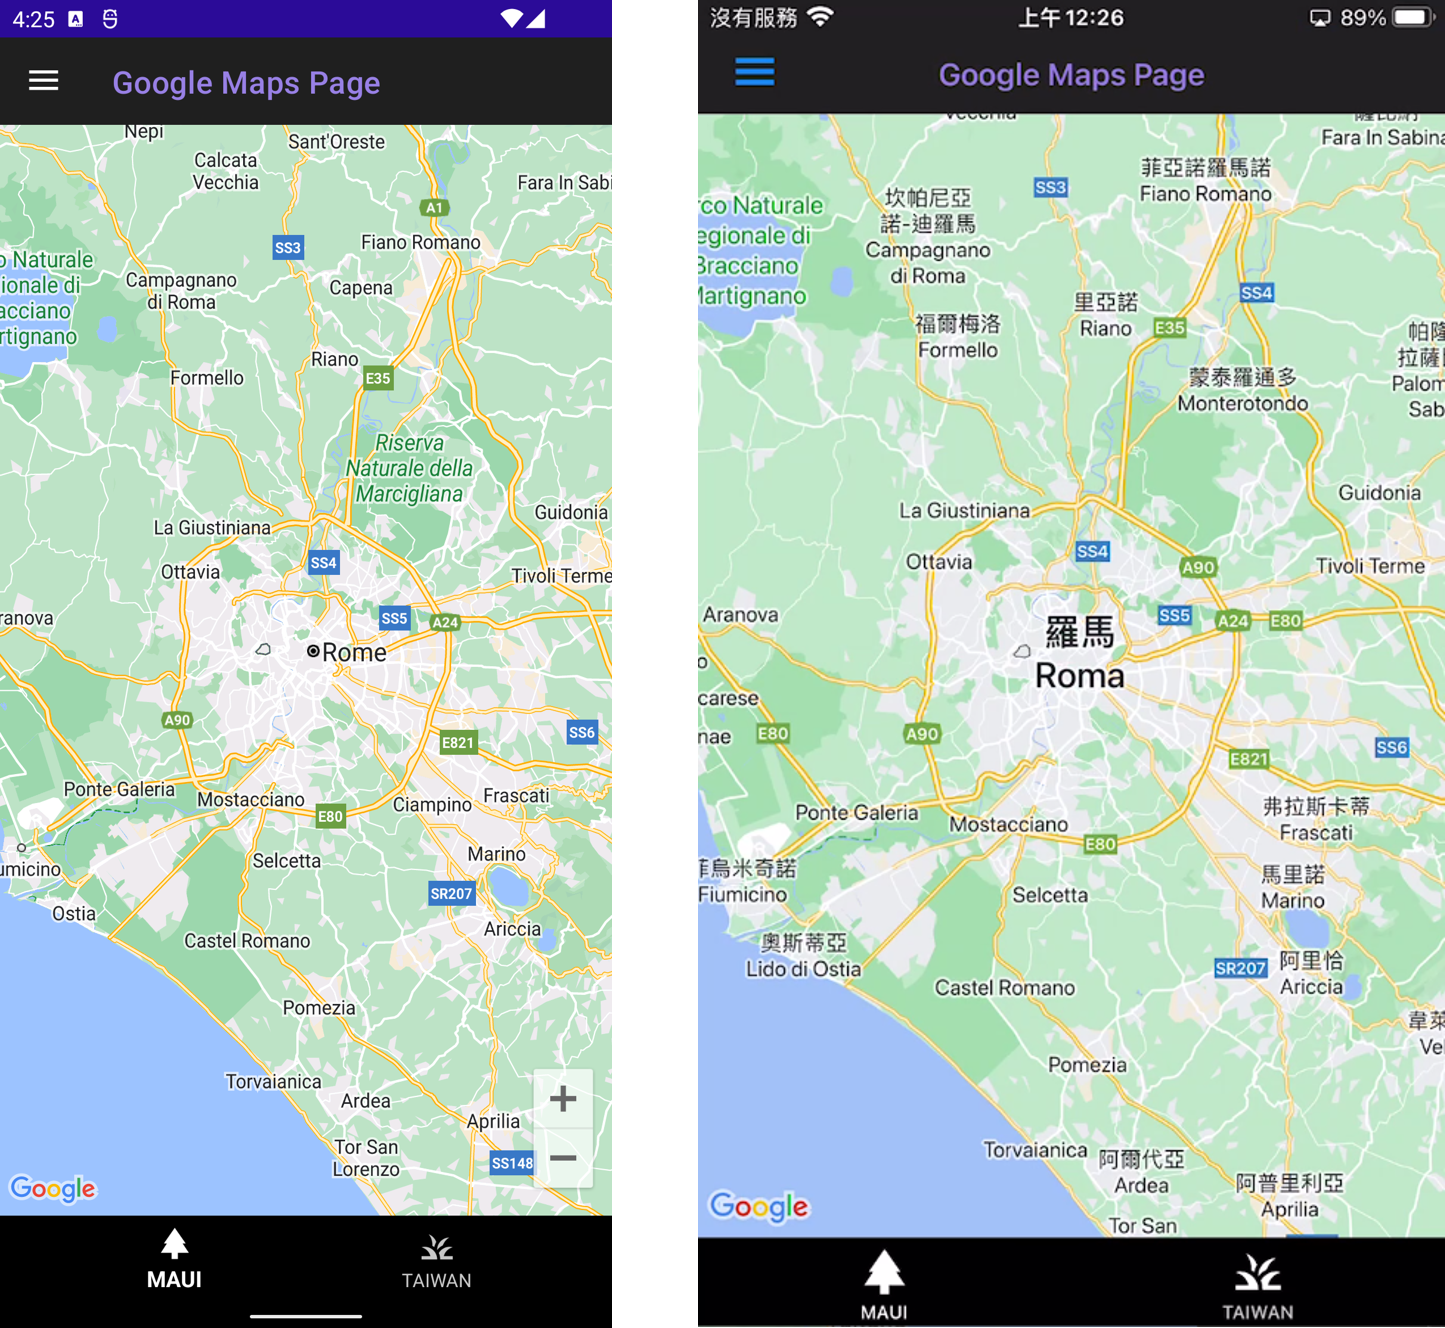 4:25
Google Maps Page
Nepi
Sant'Oreste
Calcata
Vecchia
Fara In Sabi
A1
SS3
Fiano Romano
o Naturale
ionale di
acciano
rtignano
Campagnano
di Roma
Capena
Riano
Formello
E35
Riserva
Naturale della
Marcigliana
La Giustiniana
Guidonia
SS4
Ottavia
Tivoli Terme
ranova
SS5
A24
Rome
A90
SS6
E821
Ponte Galeria
Mostacciano
Ciampino
Frascati
E80
umicino
Selcetta
Marino
SR207
Ostia
Ariccia
Castel Romano
Pomezia
Torvaianica
Ardea
Aprilia
Tor San
Lorenzo
SS148
+
−
Google
MAUI
TAIWAN
沒有服務
上午 12:26
89%
Google Maps Page
Vecchia
Fara In Sabina
菲亞諾羅馬諾
Fiano Romano
SS3
rco Naturale
egionale di
Bracciano
Martignano
坎帕尼亞
諾-迪羅馬
Campagnano
di Roma
SS4
里亞諾
Riano
E35
福爾梅洛
Formello
帕隆
拉薩
Palom
Sab
蒙泰羅通多
Monterotondo
Guidonia
La Giustiniana
SS4
Ottavia
A90
Tivoli Terme
Aranova
SS5
A24
E80
羅馬
Roma
o
carese
nae
E80
A90
SS6
E821
Ponte Galeria
Mostacciano
弗拉斯卡蒂
Frascati
E80
菲烏米奇諾
Fiumicino
馬里諾
Marino
Selcetta
奧斯蒂亞
Lido di Ostia
SR207
阿里恰
Ariccia
Castel Romano
韋萊
Vel
Pomezia
Torvaianica
阿爾代亞
Ardea
阿普里利亞
Aprilia
Tor San
Google
MAUI
TAIWAN